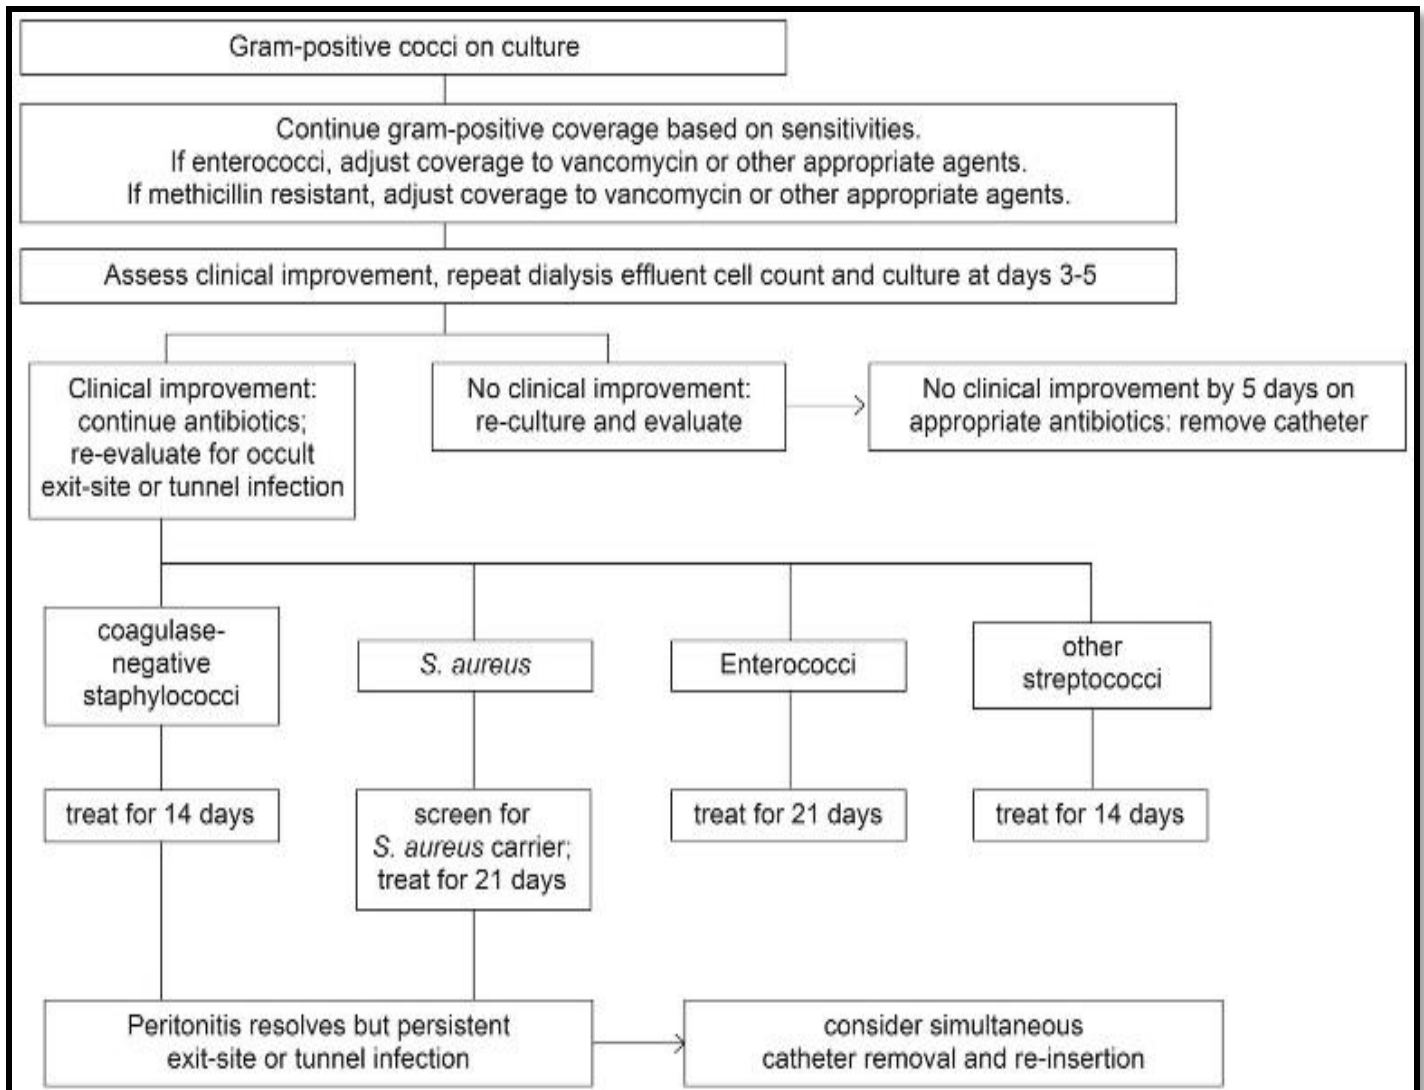 Gram-positive cocci on culture
Continue gram-positive coverage based on sensitivities.
If enterococci, adjust coverage to vancomycin or other appropriate agents.
If methicillin resistant, adjust coverage to vancomycin or other appropriate agents.
Assess clinical improvement, repeat dialysis effluent cell count and culture at days 3-5
Clinical improvement:
continue antibiotics;
re-evaluate for occult
exit-site or tunnel infection
No clinical improvement:
re-culture and evaluate
No clinical improvement by 5 days on
appropriate antibiotics: remove catheter
coagulase-
negative
staphylococci
S. aureus
Enterococci
other
streptococci
treat for 14 days
screen for
S. aureus carrier;
treat for 21 days
treat for 21 days
treat for 14 days
Peritonitis resolves but persistent
exit-site or tunnel infection
consider simultaneous
catheter removal and re-insertion